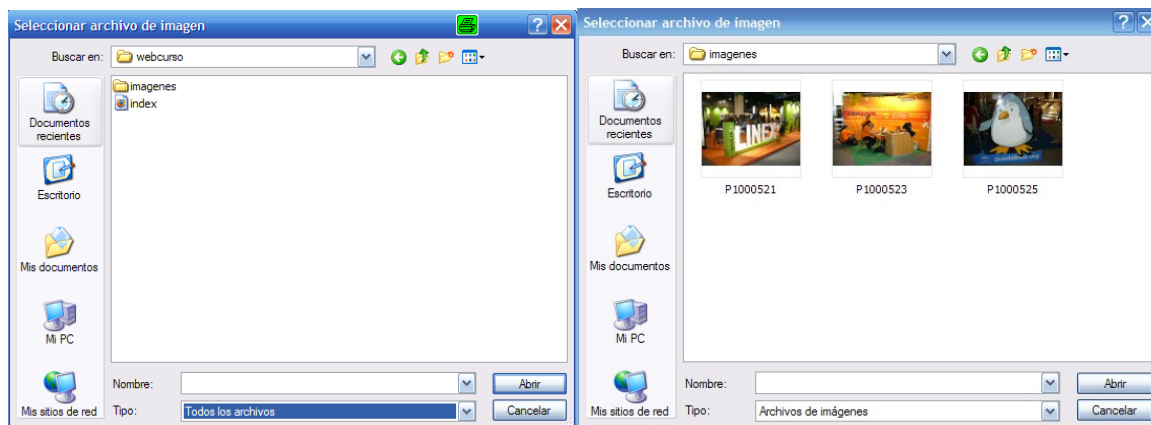 Seleccionar archivo de imagen
Buscar en:
webcurso
Documentos
recientes
Escritorio
Mis documentos
Mi PC
Mis sitios de red
imagenes
index
Nombre:
Abrir
Tipo:
Todos los archivos
Cancelar
Seleccionar archivo de imagen
Buscar en:
imagenes
Documentos
recientes
Escritorio
Mis documentos
Mi PC
Mis sitios de red
LINEX
P1000521
P1000523
P1000525
Nombre:
Abrir
Tipo:
Archivos de imágenes
Cancelar